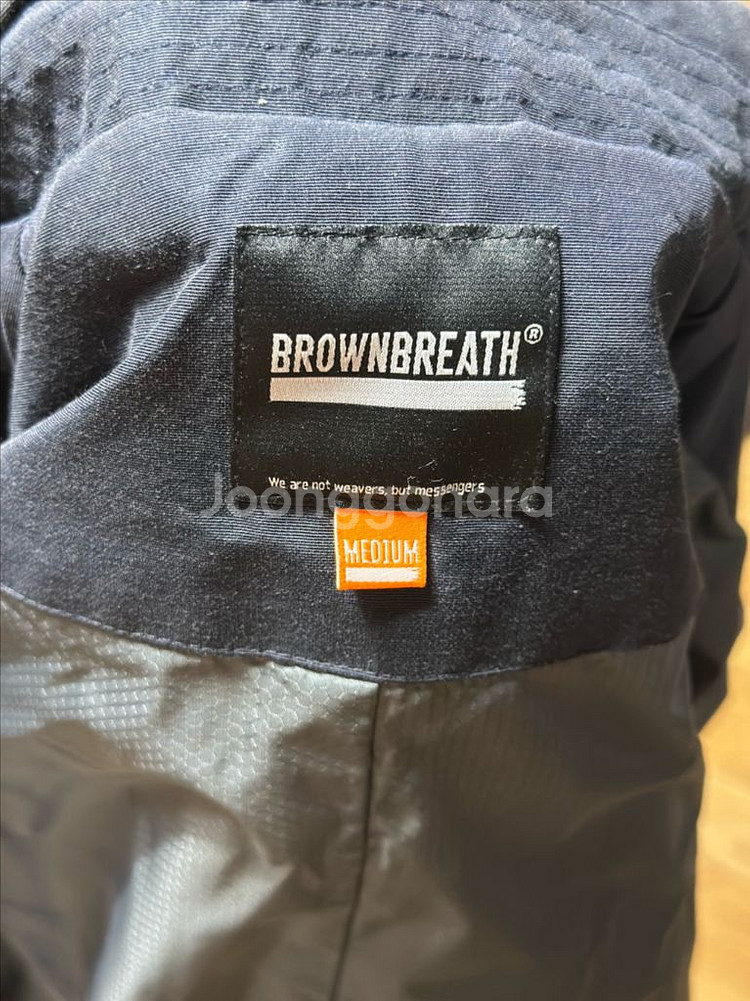 BROWNBREATH®
We are not weavers, but messengers
Joonggonara
MEDIUM